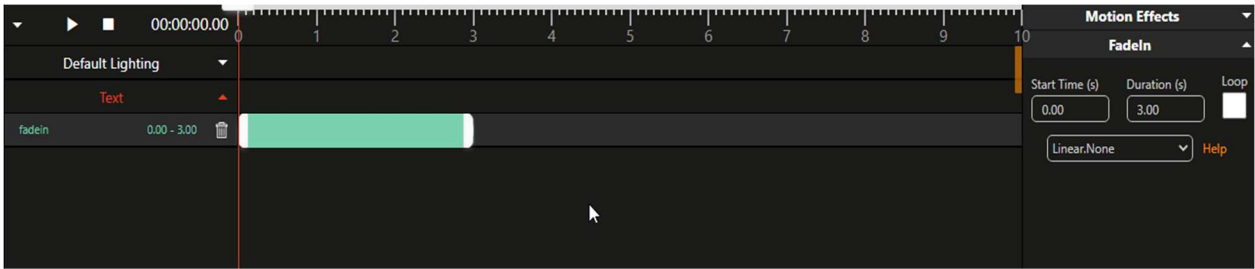 00:00:00.00
0 1 2 3 4 5 6 7 8 9 10
Motion Effects
Default Lighting
FadeIn
Text
Start Time (s) Duration (s) Loop
0.00 3.00
fadein 0.00 - 3.00
Linear.None Help